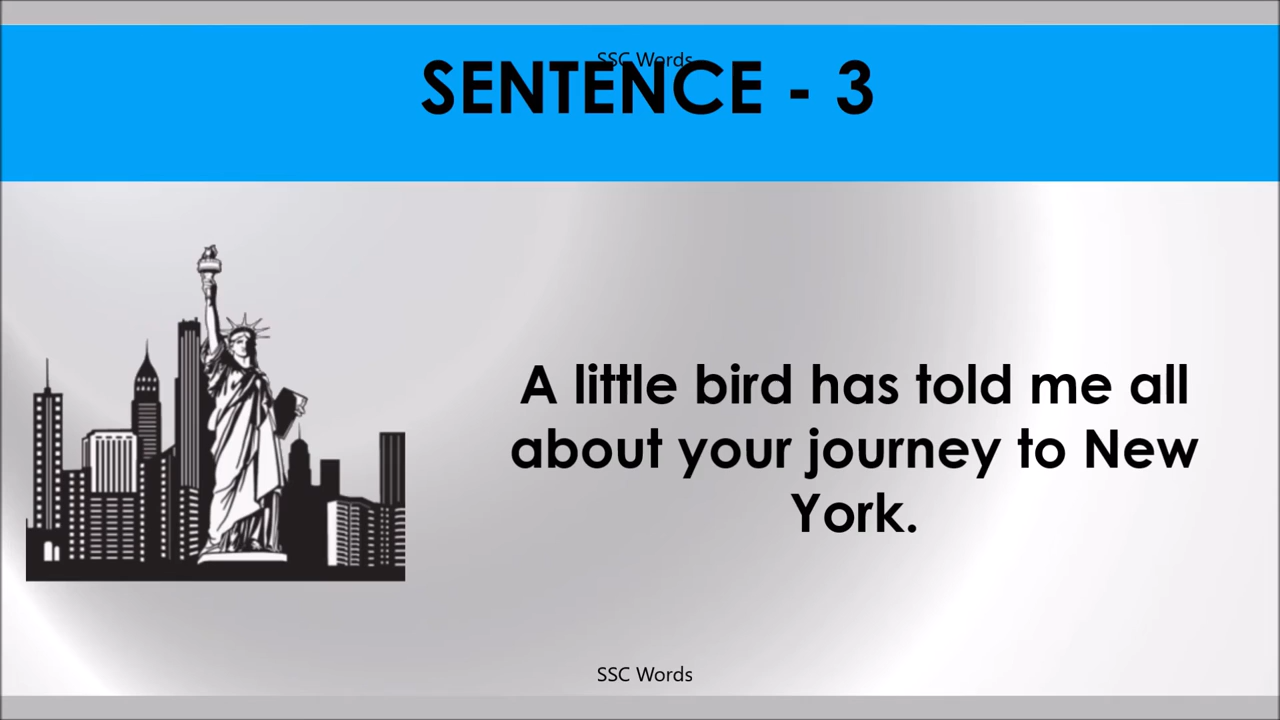 SSC Words
SENTENCE - 3
A little bird has told me all
about your journey to New
York.
SSC Words